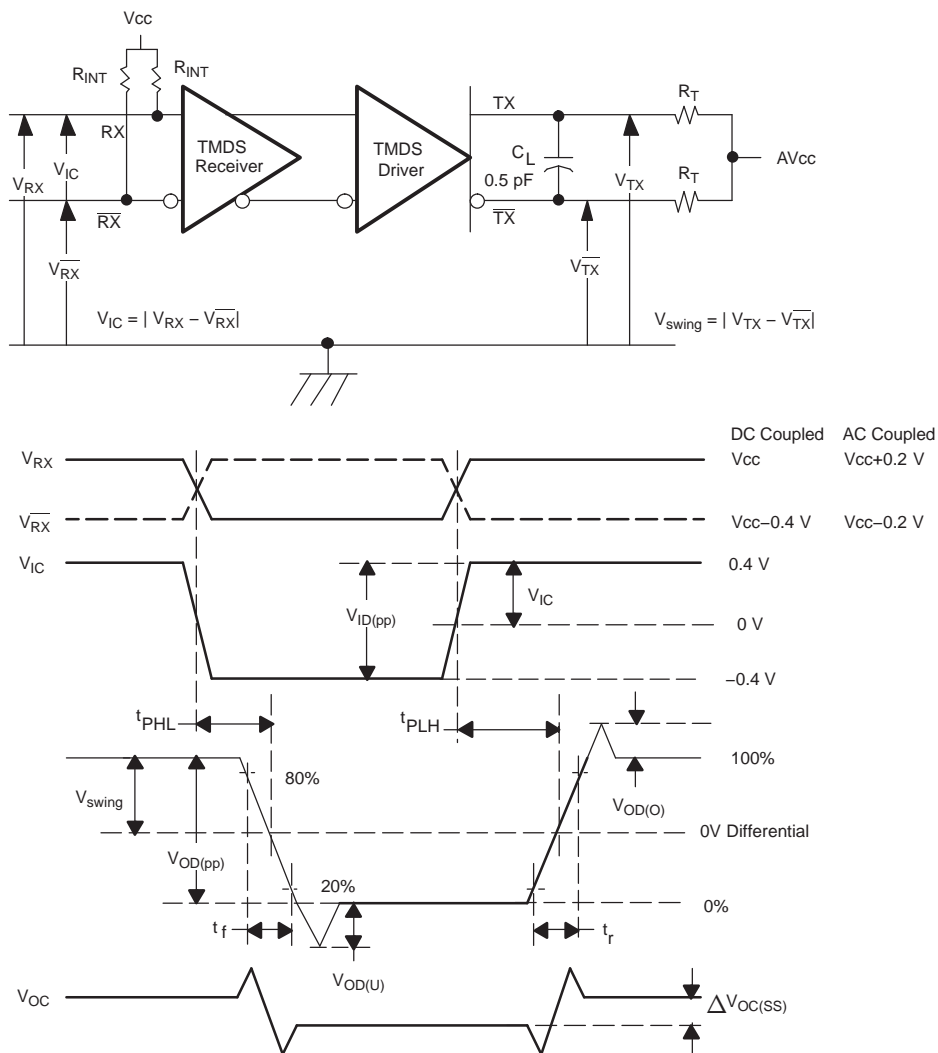 Vcc
RINT
RINT
RX
TMDS
Receiver
TMDS
Driver
TX
RT
VRX
VIC
CL
0.5 pF
VTX
AVcc
RT
RX
TX
VRX
VTX
VIC = | VRX − VRX|
Vswing = | VTX − VTX|
DC Coupled AC Coupled
VRX
Vcc Vcc+0.2 V
VRX
Vcc−0.4 V Vcc−0.2 V
VIC
0.4 V
VID(pp)
VIC
0 V
−0.4 V
tPHL
tPLH
100%
80%
Vswing
VOD(O)
0V Differential
VOD(pp)
20%
0%
tf
tr
VOD(U)
VOC
ΔVOC(SS)